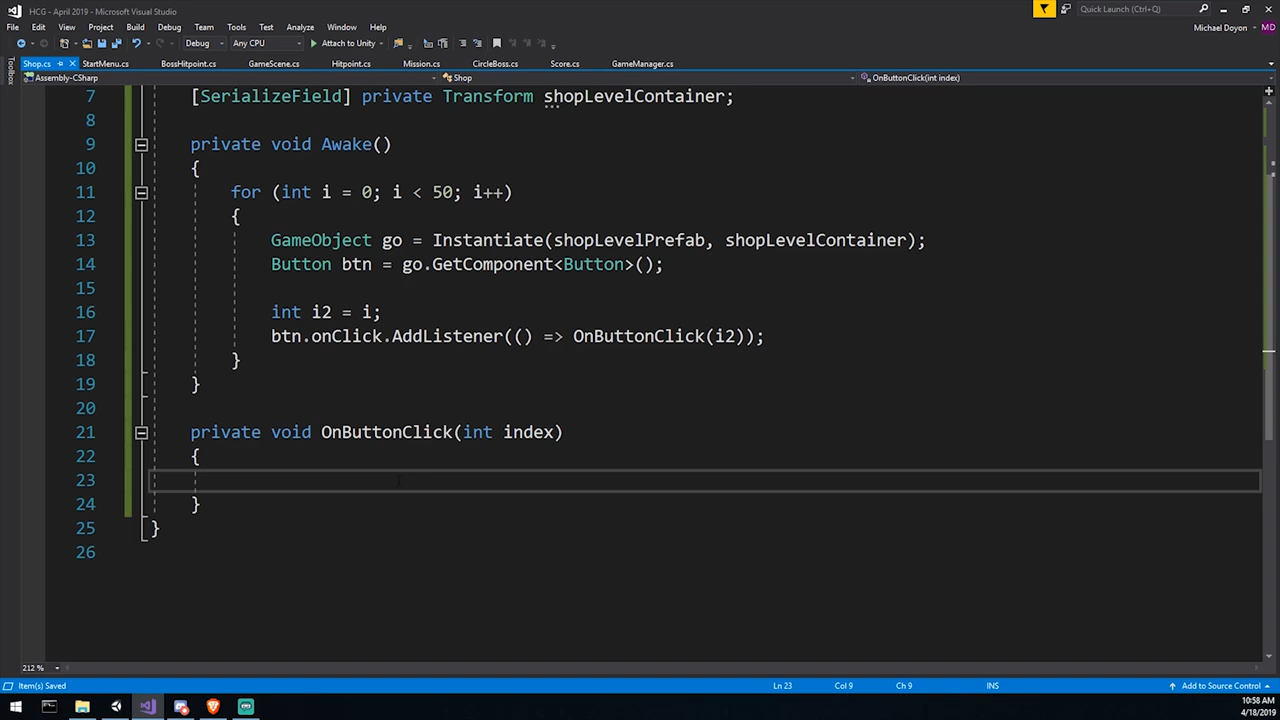 HCG - April 2019 - Microsoft Visual Studio
Quick Launch (Ctrl+Q)
File Edit View Project Build Debug Team Tools Test Analyze Window Help
Michael Doyon MD
Debug Any CPU Attach to Unity
Shop.cs StartMenu.cs BossHitpoint.cs GameScene.cs Hitpoint.cs Mission.cs CircleBoss.cs Score.cs GameManager.cs
Toolbox
Assembly-CSharp Shop OnButtonClick(int index)
7 [SerializeField] private Transform shopLevelContainer;
8
9 private void Awake()
10 {
11 for (int i = 0; i < 50; i++)
12 {
13 GameObject go = Instantiate(shopLevelPrefab, shopLevelContainer);
14 Button btn = go.GetComponent<Button>();
15
16 int i2 = i;
17 btn.onClick.AddListener(() => OnButtonClick(i2));
18 }
19 }
20
21 private void OnButtonClick(int index)
22 {
23
24 }
25 }
26
212 %
Item(s) Saved Ln 23 Col 9 Ch 9 INS Add to Source Control
10:58 AM
4/18/2019